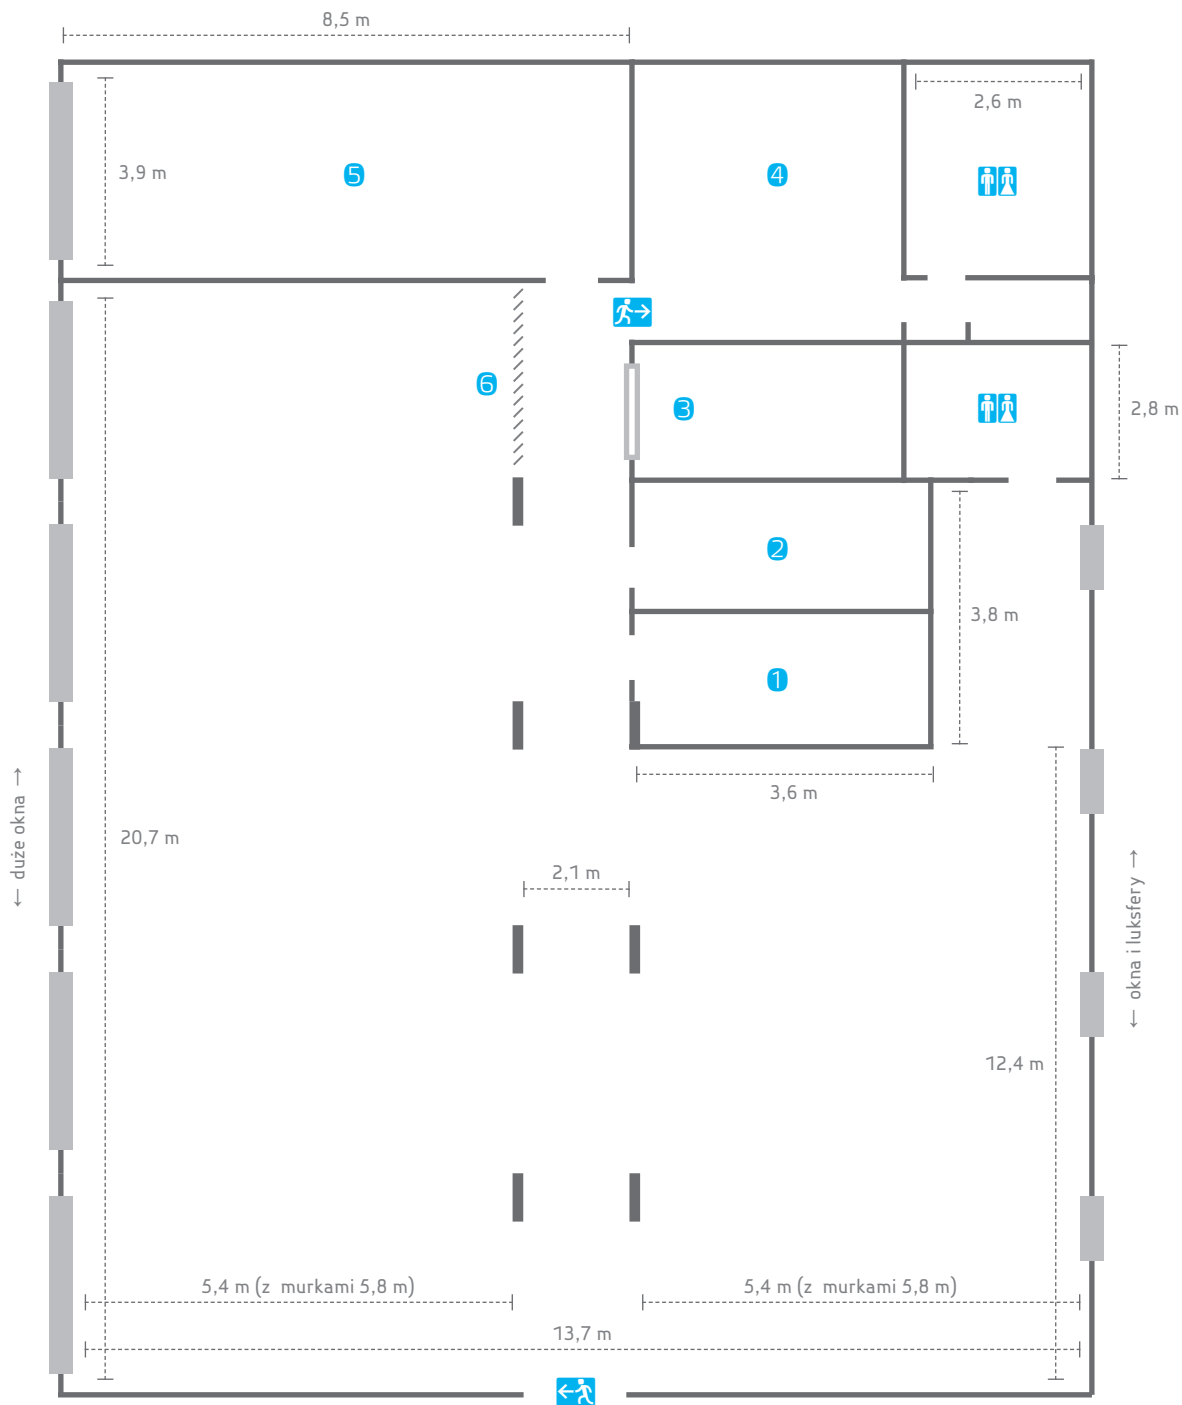 8,5 m
2,6 m
3,9 m
5
4
6
3
2,8 m
2
3,8 m
1
3,6 m
← duże okna →
20,7 m
2,1 m
← okna i luksfery →
12,4 m
5,4 m (z murkami 5,8 m)
5,4 m (z murkami 5,8 m)
13,7 m